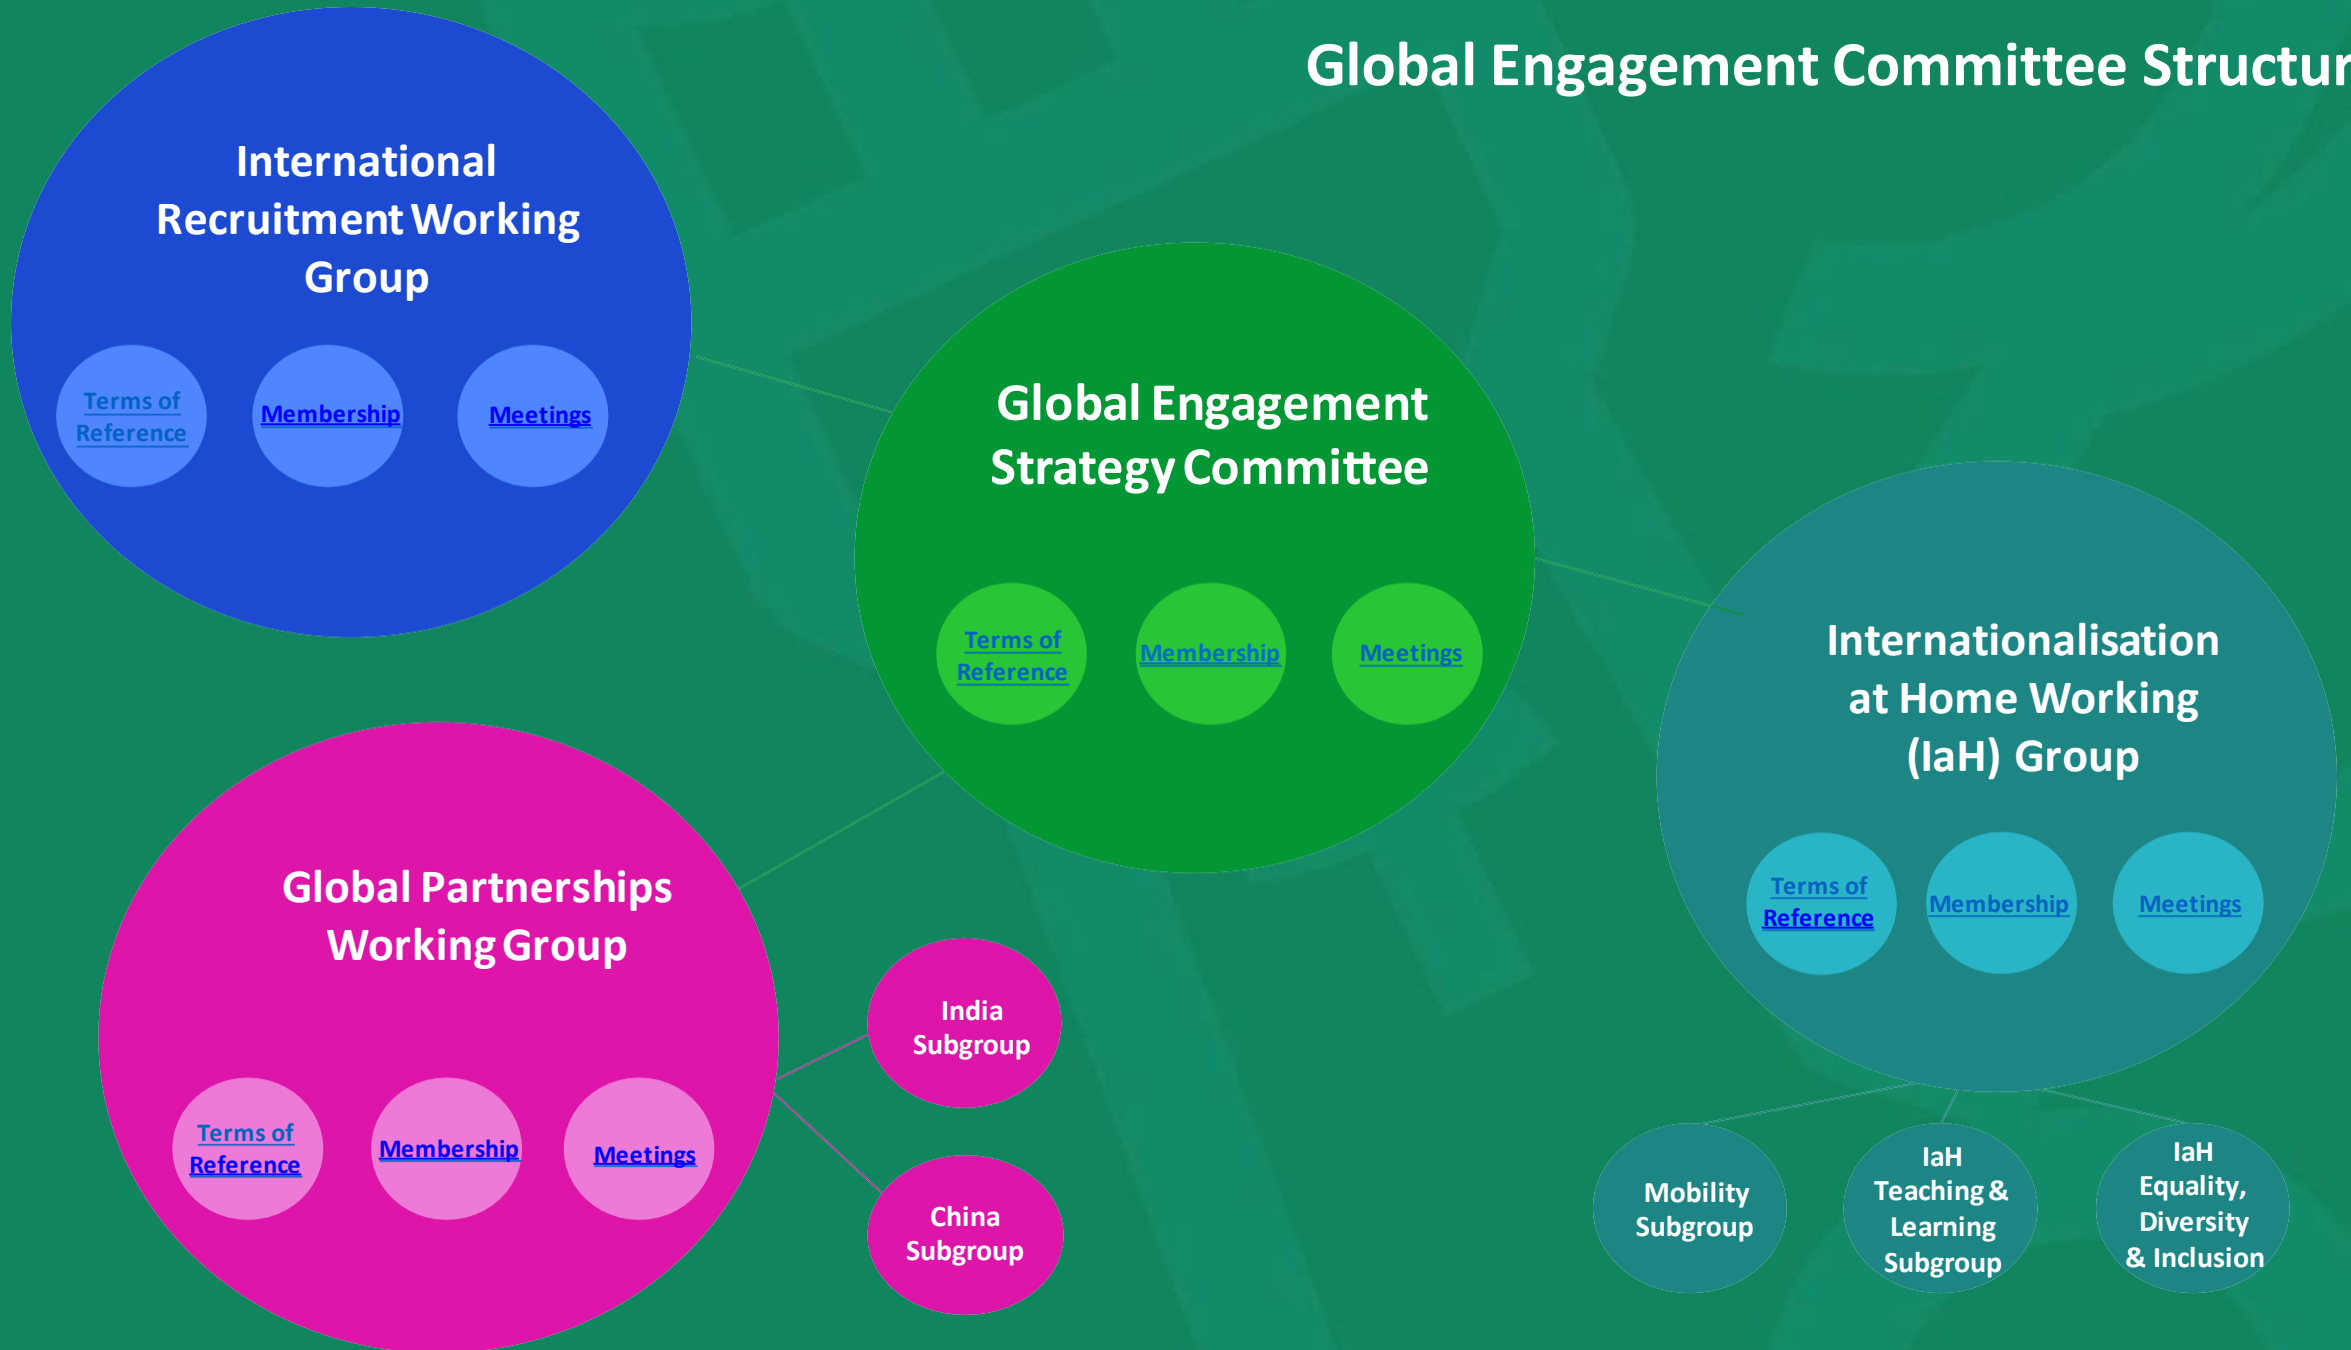 Global Engagement Committee Structur
International
Recruitment Working
Group
Terms of
Reference
Membership
Meetings
Global Engagement
Strategy Committee
Terms of
Reference
Membership
Meetings
Internationalisation
at Home Working
(IaH) Group
Terms of
Reference
Membership
Meetings
Global Partnerships
Working Group
Terms of
Reference
Membership
Meetings
India
Subgroup
China
Subgroup
Mobility
Subgroup
IaH
Teaching &
Learning
Subgroup
IaH
Equality,
Diversity
& Inclusion